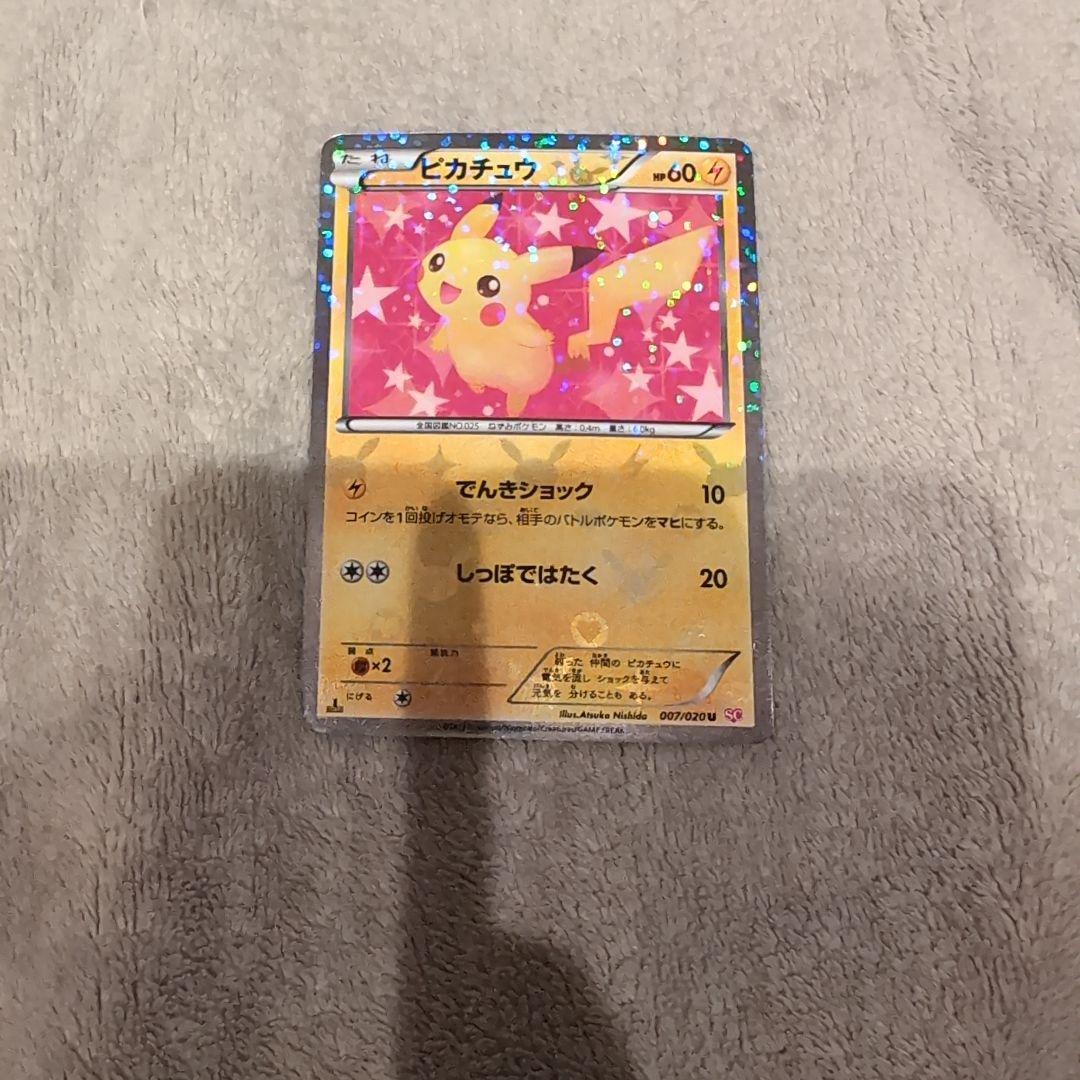 たね ピカチュウ HP60
全国図鑑NO.025 ねずみポケモン 高さ:0.4m 重さ:6.0kg
でんきショック 10
コインを1回投げオモテなら、相手のバトルポケモンをマヒにする。
しっぽではたく 20
弱点 抵抗力
×2
にげる
弱った 仲間の ピカチュウに
電気を流し ショックを与えて
元気を 分けることも ある。
Illus. Atsuko Nishida 007/020 U SC